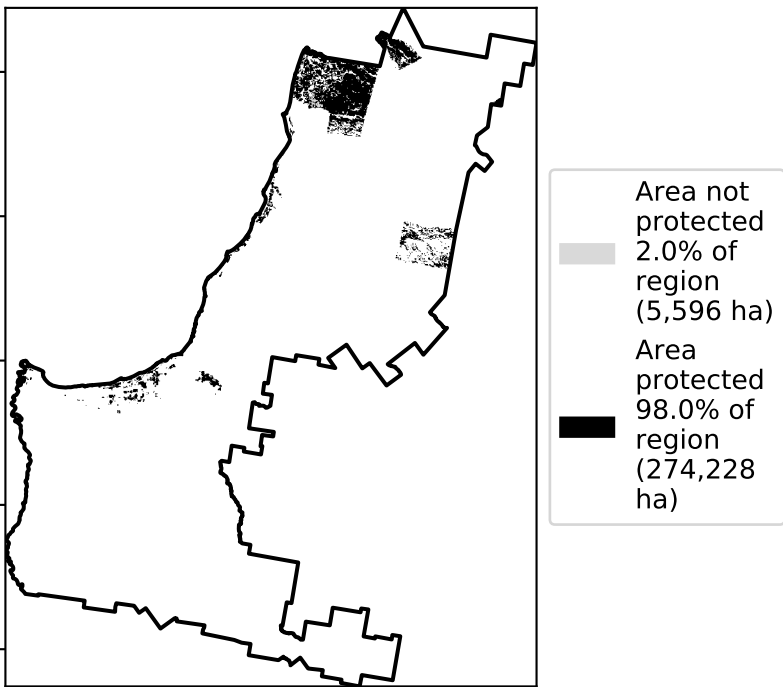 Area not
protected
2.0% of
region
(5,596 ha)
Area
protected
98.0% of
region
(274,228
ha)